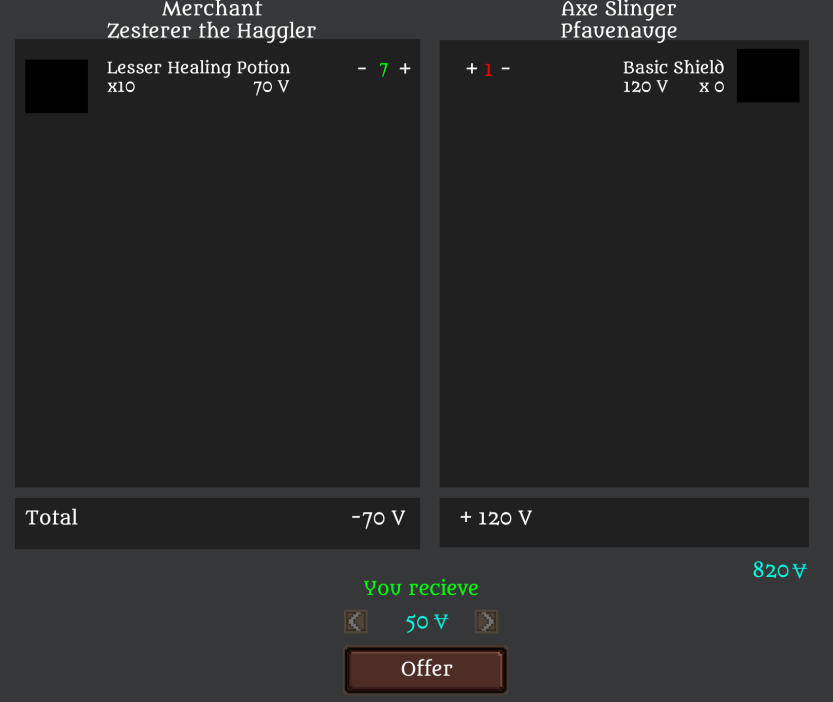 Merchant
Zesterer the Haggler
Axe Slinger
Pfavenavge
Lesser Healing Potion - 7 +
x10 70 V
+ 1 - Basic Shield
120 V x 0
Total -70 V
+ 120 V
820 V
You recieve
50 V
Offer